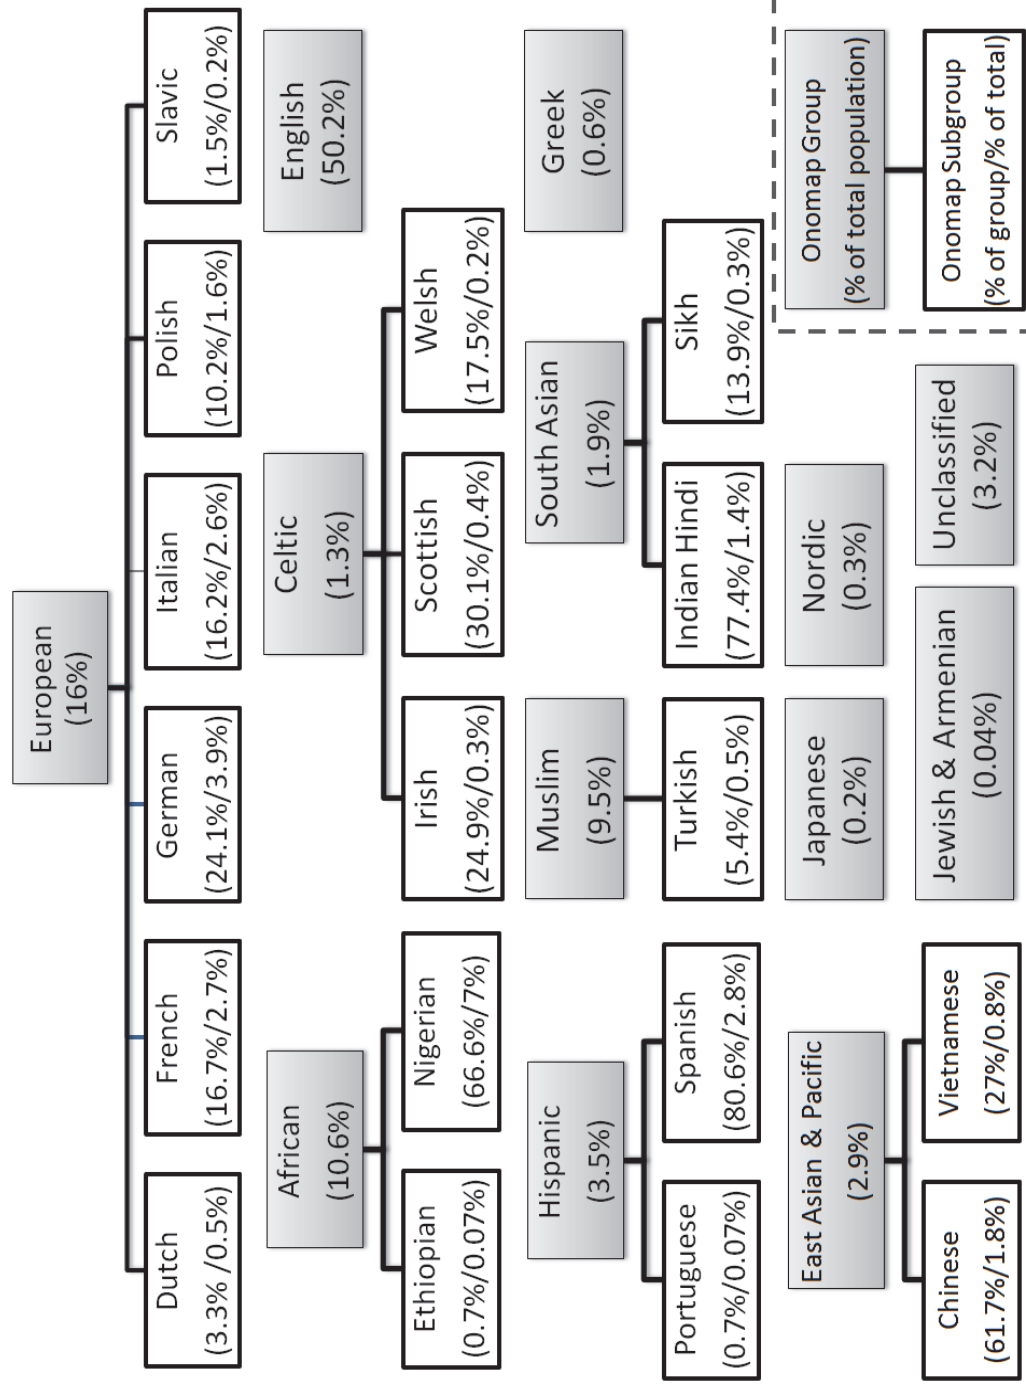 European
(16%)
Dutch
(3.3% /0.5%)
French
(16.7%/2.7%)
German
(24.1%/3.9%)
Italian
(16.2%/2.6%)
Polish
(10.2%/1.6%)
Slavic
(1.5%/0.2%)
African
(10.6%)
Ethiopian
(0.7%/0.07%)
Nigerian
(66.6%/7%)
Celtic
(1.3%)
Irish
(24.9%/0.3%)
Scottish
(30.1%/0.4%)
Welsh
(17.5%/0.2%)
English
(50.2%)
Hispanic
(3.5%)
Portuguese
(0.7%/0.07%)
Spanish
(80.6%/2.8%)
Muslim
(9.5%)
Turkish
(5.4%/0.5%)
South Asian
(1.9%)
Indian Hindi
(77.4%/1.4%)
Sikh
(13.9%/0.3%)
Greek
(0.6%)
East Asian & Pacific
(2.9%)
Chinese
(61.7%/1.8%)
Vietnamese
(27%/0.8%)
Japanese
(0.2%)
Nordic
(0.3%)
Jewish & Armenian
(0.04%)
Unclassified
(3.2%)
Onomap Group
(% of total population)
Onomap Subgroup
(% of group/% of total)